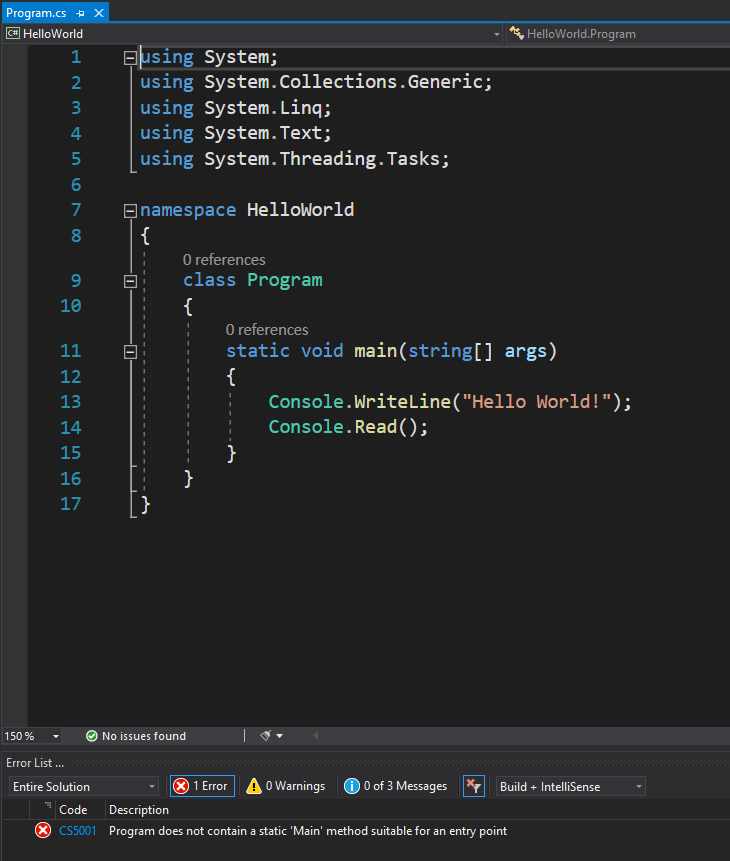 Program.cs
C# HelloWorld HelloWorld.Program
1 using System;
2 using System.Collections.Generic;
3 using System.Linq;
4 using System.Text;
5 using System.Threading.Tasks;
6
7 namespace HelloWorld
8 {
0 references
9 class Program
10 {
0 references
11 static void main(string[] args)
12 {
13 Console.WriteLine("Hello World!");
14 Console.Read();
15 }
16 }
17 }
150 % No issues found
Error List ...
Entire Solution 1 Error 0 Warnings 0 of 3 Messages Build + IntelliSense
Code Description
CS5001 Program does not contain a static 'Main' method suitable for an entry point